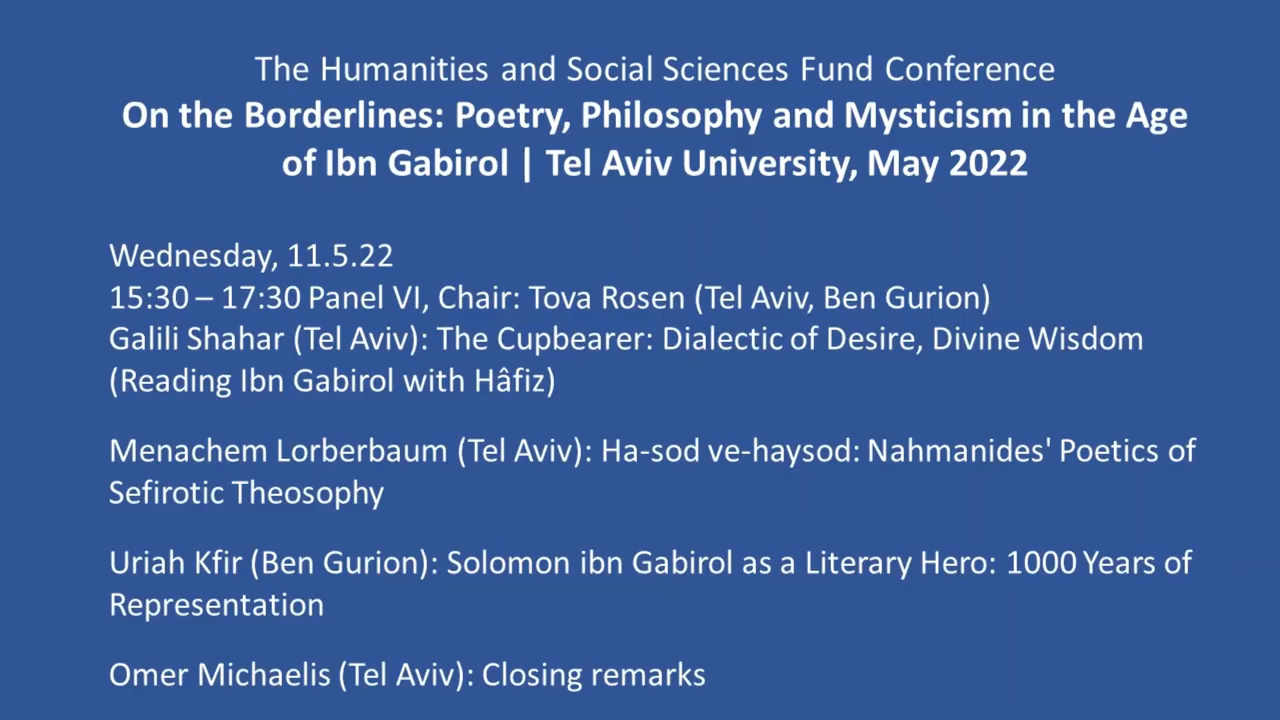 The Humanities and Social Sciences Fund Conference
On the Borderlines: Poetry, Philosophy and Mysticism in the Age
of Ibn Gabirol | Tel Aviv University, May 2022
Wednesday, 11.5.22
15:30 – 17:30 Panel VI, Chair: Tova Rosen (Tel Aviv, Ben Gurion)
Galili Shahar (Tel Aviv): The Cupbearer: Dialectic of Desire, Divine Wisdom
(Reading Ibn Gabirol with Hâfiz)
Menachem Lorberbaum (Tel Aviv): Ha-sod ve-haysod: Nahmanides' Poetics of
Sefirotic Theosophy
Uriah Kfir (Ben Gurion): Solomon ibn Gabirol as a Literary Hero: 1000 Years of
Representation
Omer Michaelis (Tel Aviv): Closing remarks